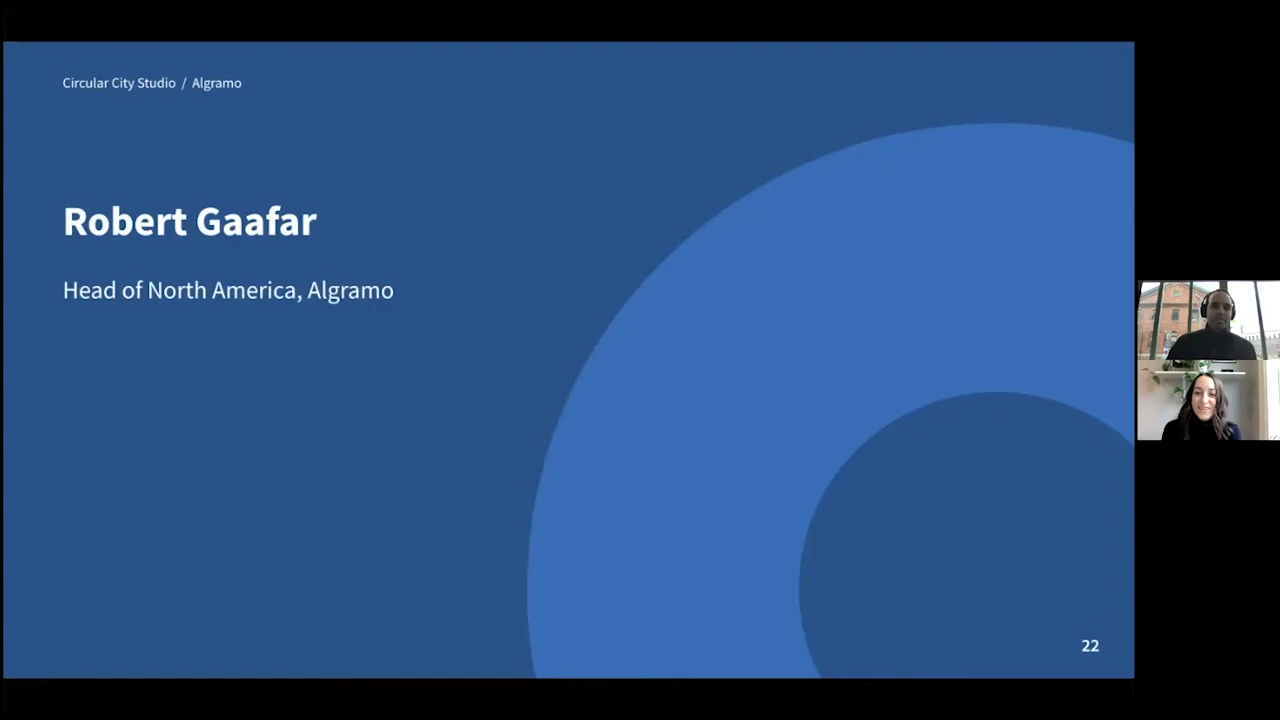 Circular City Studio / Algramo
Robert Gaafar
Head of North America, Algramo
22